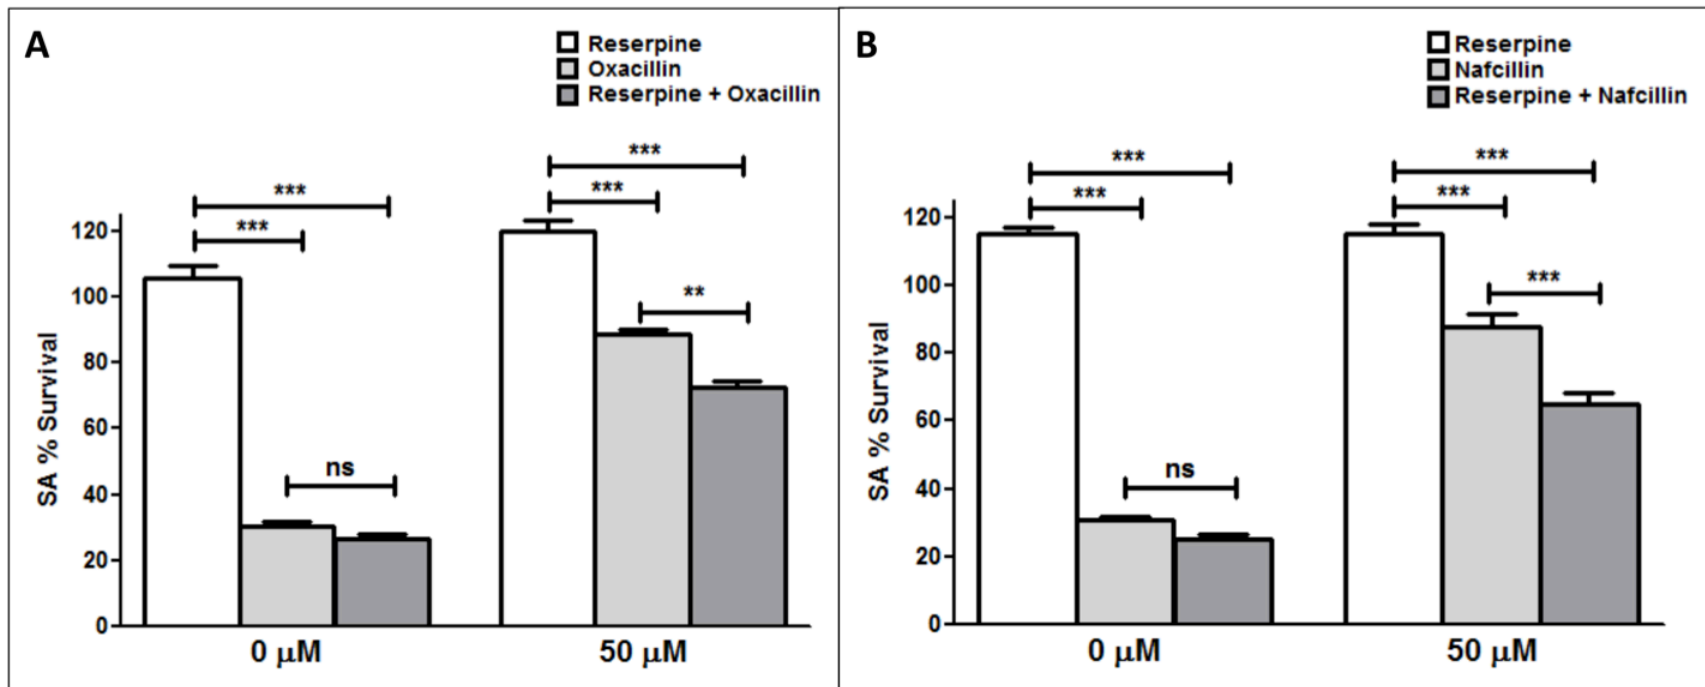 A
Reserpine
Oxacillin
Reserpine + Oxacillin
***
***
***
***
**
ns
SA % Survival
120
100
80
60
40
20
0
0 μM
50 μM
B
Reserpine
Nafcillin
Reserpine + Nafcillin
***
***
***
***
***
ns
SA % Survival
120
100
80
60
40
20
0
0 μM
50 μM